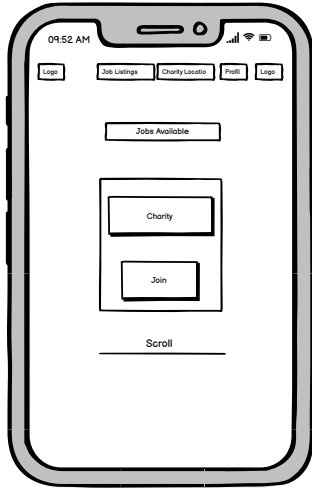 09:52 AM
Logo Job Listings Charity Locatio Profil Logo
Jobs Available
Charity
Join
Scroll